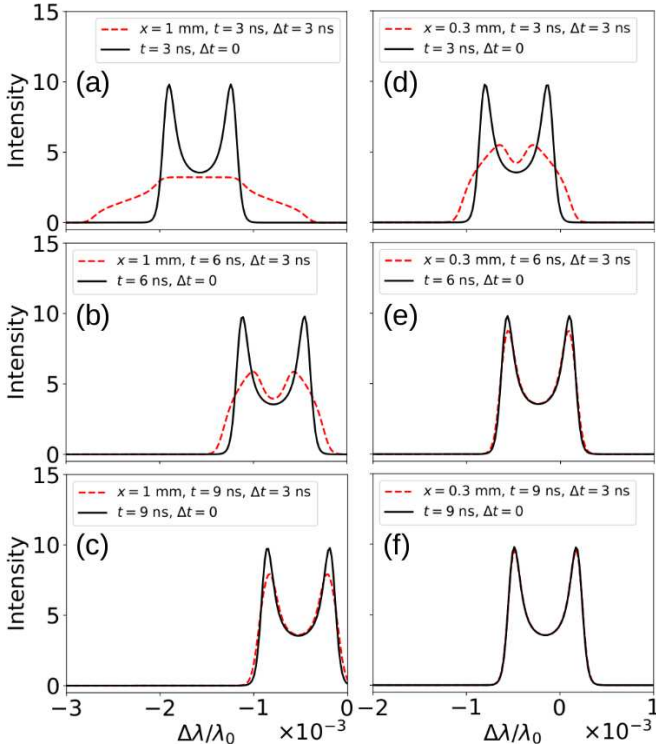 15
x = 1 mm, t = 3 ns, Δt = 3 ns
t = 3 ns, Δt = 0
10
(a)
Intensity
5
0
x = 0.3 mm, t = 3 ns, Δt = 3 ns
t = 3 ns, Δt = 0
(d)
15
x = 1 mm, t = 6 ns, Δt = 3 ns
t = 6 ns, Δt = 0
10
(b)
Intensity
5
0
x = 0.3 mm, t = 6 ns, Δt = 3 ns
t = 6 ns, Δt = 0
(e)
15
x = 1 mm, t = 9 ns, Δt = 3 ns
t = 9 ns, Δt = 0
10
(c)
Intensity
5
0
x = 0.3 mm, t = 9 ns, Δt = 3 ns
t = 9 ns, Δt = 0
(f)
−3 −2 −1 0
Δλ/λ₀ ×10⁻³
−2 −1 0 1
Δλ/λ₀ ×10⁻³